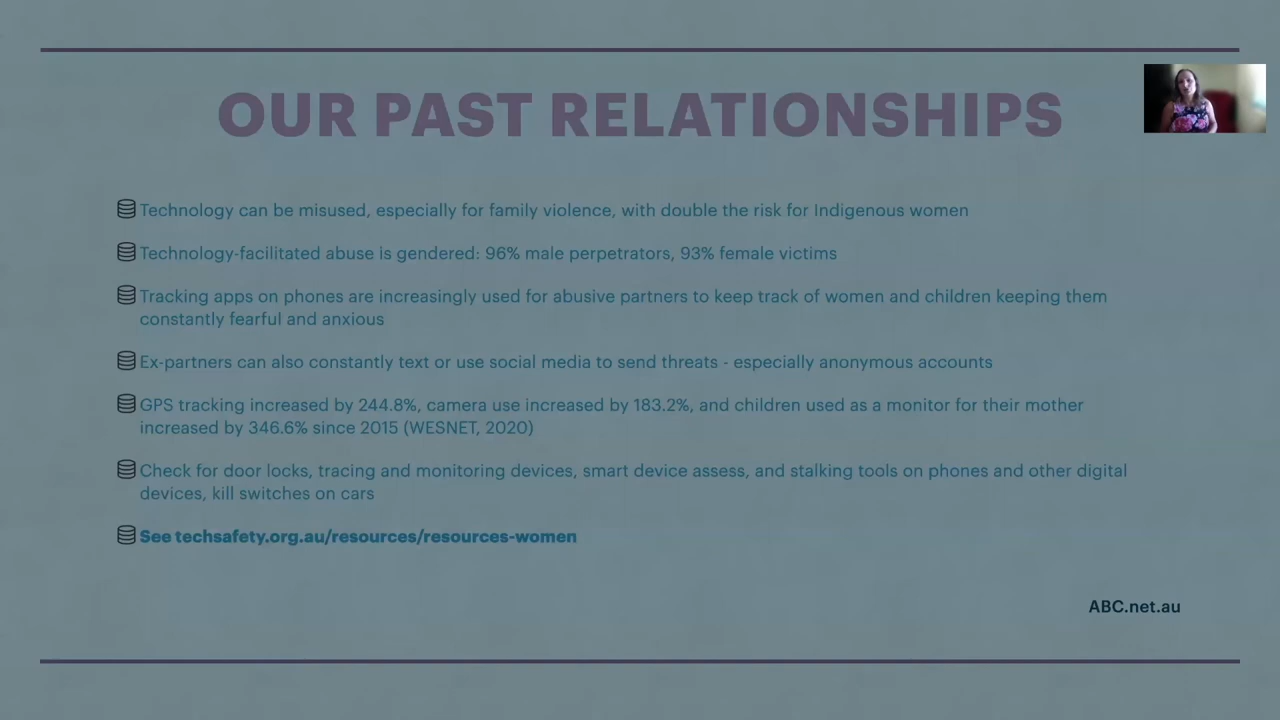 OUR PAST RELATIONSHIPS
Technology can be misused, especially for family violence, with double the risk for Indigenous women
Technology-facilitated abuse is gendered: 96% male perpetrators, 93% female victims
Tracking apps on phones are increasingly used for abusive partners to keep track of women and children keeping them
constantly fearful and anxious
Ex-partners can also constantly text or use social media to send threats - especially anonymous accounts
GPS tracking increased by 244.8%, camera use increased by 183.2%, and children used as a monitor for their mother
increased by 346.6% since 2015 (WESNET, 2020)
Check for door locks, tracing and monitoring devices, smart device assess, and stalking tools on phones and other digital
devices, kill switches on cars
See techsafety.org.au/resources/resources-women
ABC.net.au